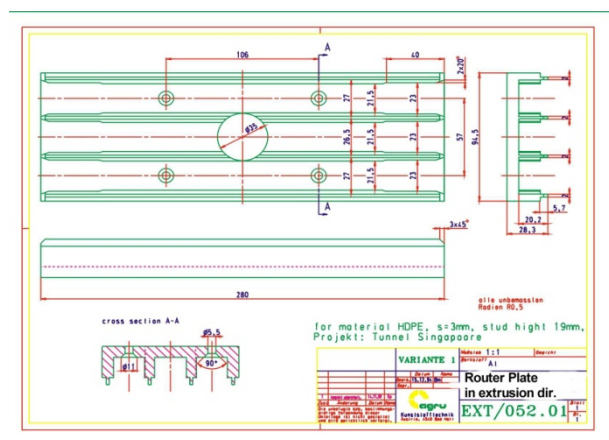 A
106
40
2x20°
27
21,5
23
Ø35
26,5
21,5
23
57
94,5
27
21,5
23
A
5,7
20,2
28,3
3x45°
280
alle unbemassten
Radien R0,5
cross section A-A
Ø5,5
Ø11
90°
for material HDPE, s=3mm, stud hight 19mm,
Projekt: Tunnel Singapoare
VARIANTE 1
1:1
Al
Router Plate
in extrusion dir.
agru
Kunststofftechnik
EXT/052.01